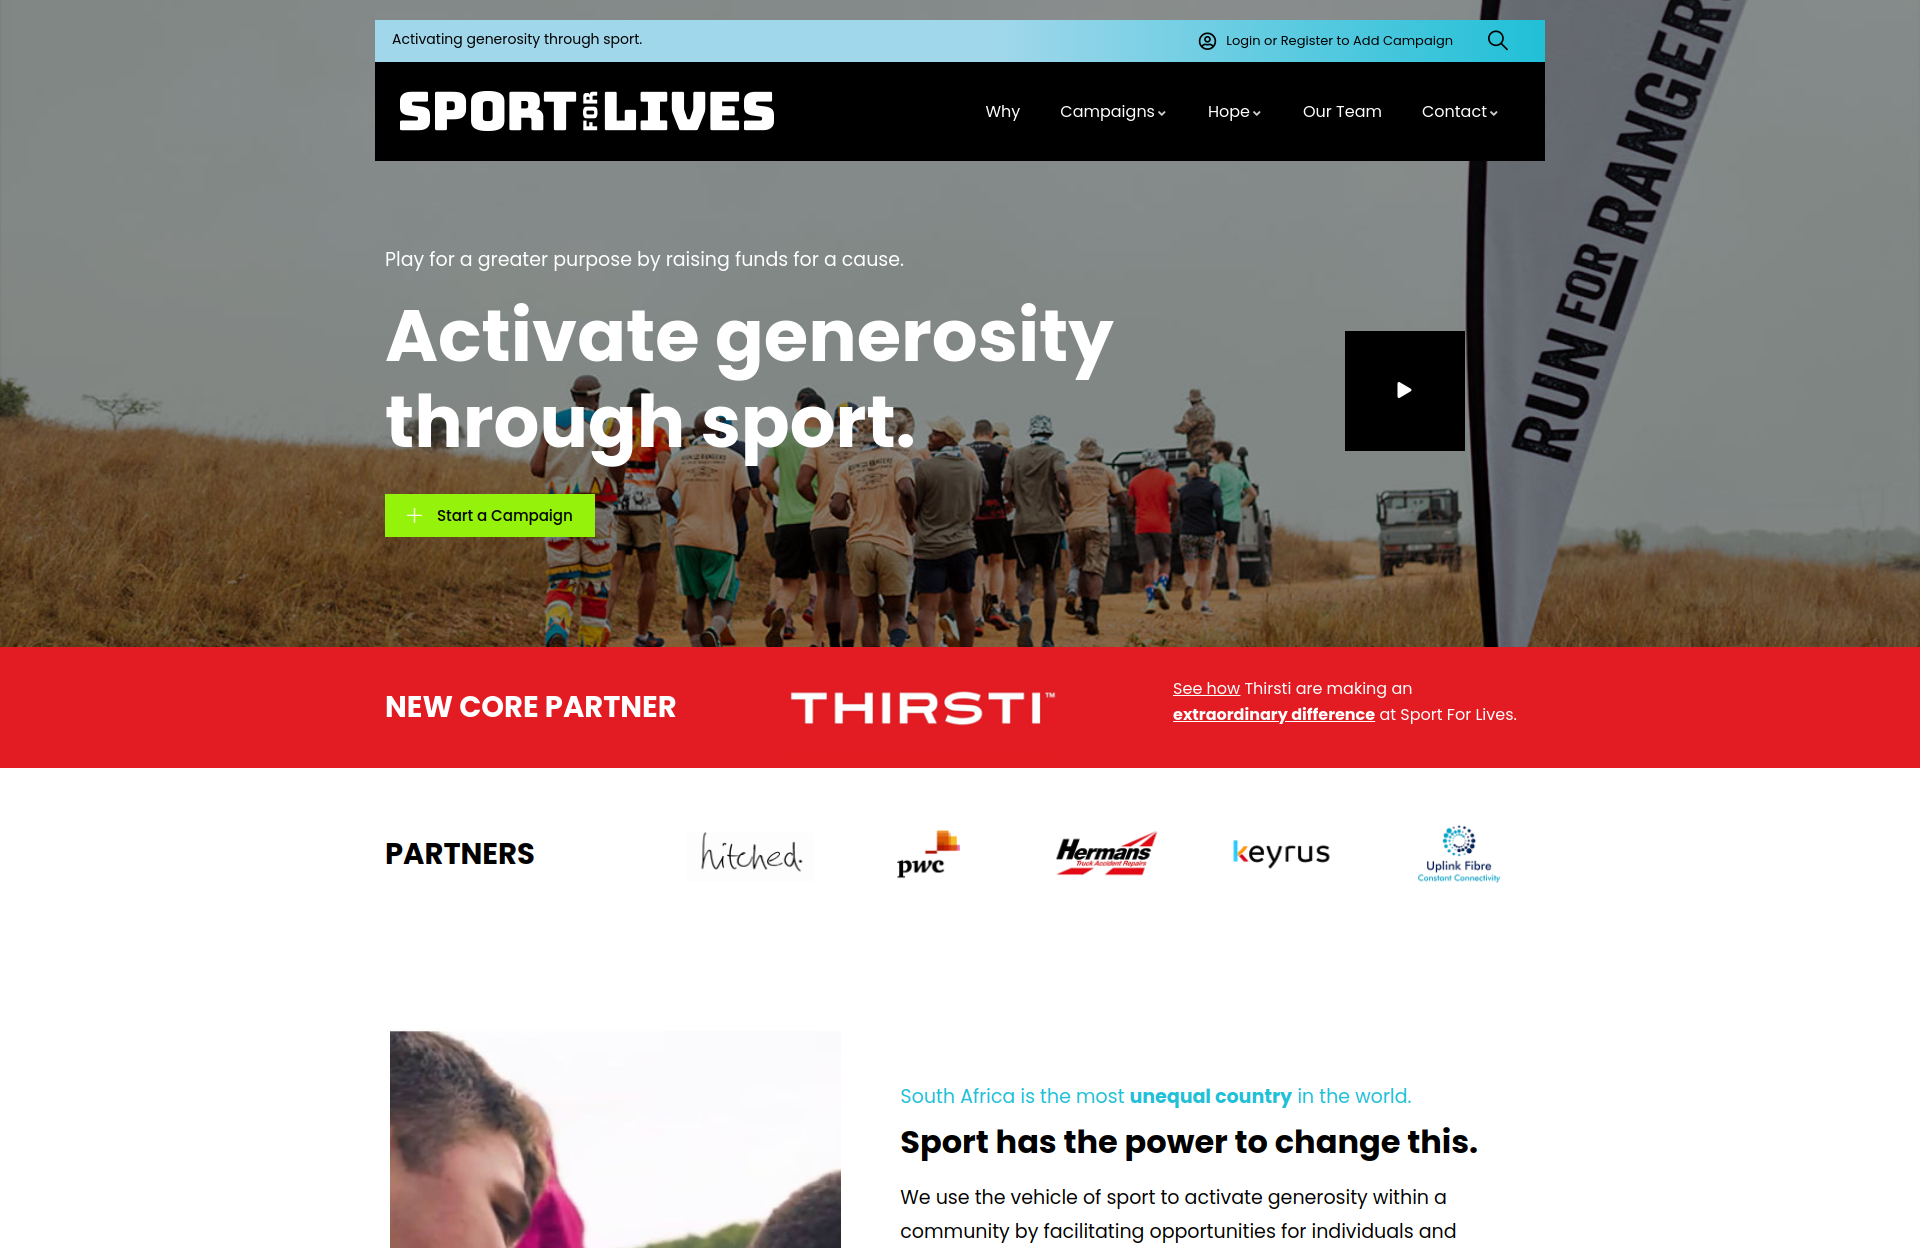 Activating generosity through sport.
Login or Register to Add Campaign
SPORT FOR LIVES
Why
Campaigns
Hope
Our Team
Contact
RUN FOR RANGERS
Play for a greater purpose by raising funds for a cause.
Activate generosity
through sport.
Start a Campaign
NEW CORE PARTNER
THIRSTI™
See how Thirsti are making an
extraordinary difference at Sport For Lives.
PARTNERS
hitched.
pwc
Hermans
Truck Accident Repairs
keyrus
Uplink Fibre
Constant Connectivity
South Africa is the most unequal country in the world.
Sport has the power to change this.
We use the vehicle of sport to activate generosity within a
community by facilitating opportunities for individuals and